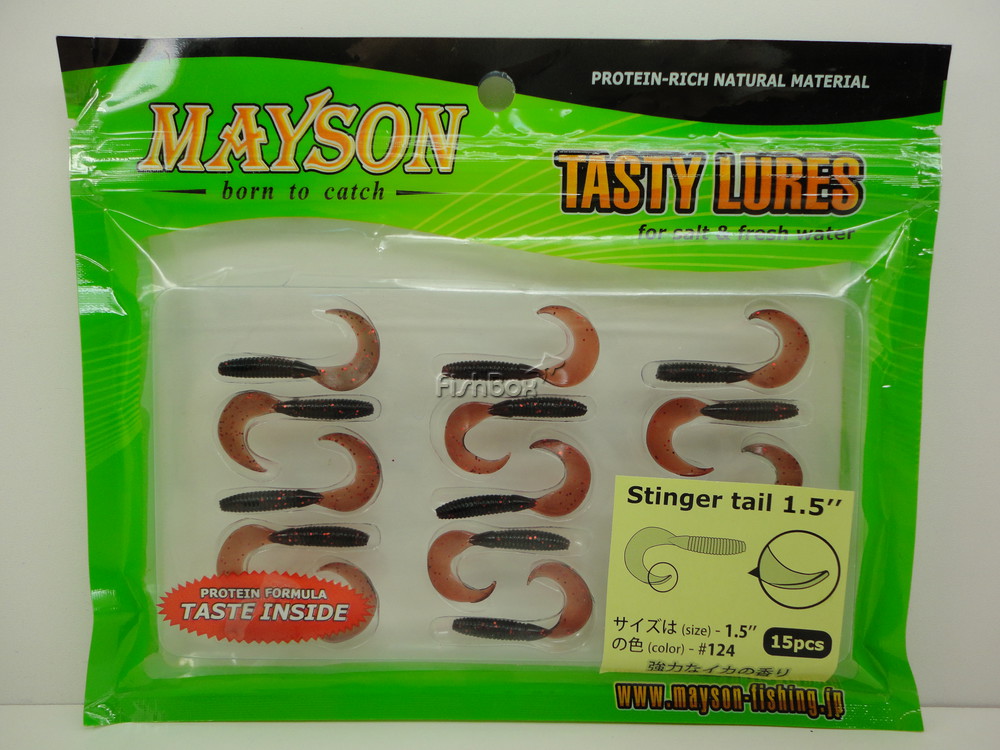 PROTEIN-RICH NATURAL MATERIAL
MAYSON
born to catch
TASTY LURES
for salt & fresh water
FishBox
Stinger tail 1.5''
サイズは (size) - 1.5''
の色 (color) - #124
15pcs
強力なイカの香り
PROTEIN FORMULA
TASTE INSIDE
www.mayson-fishing.jp